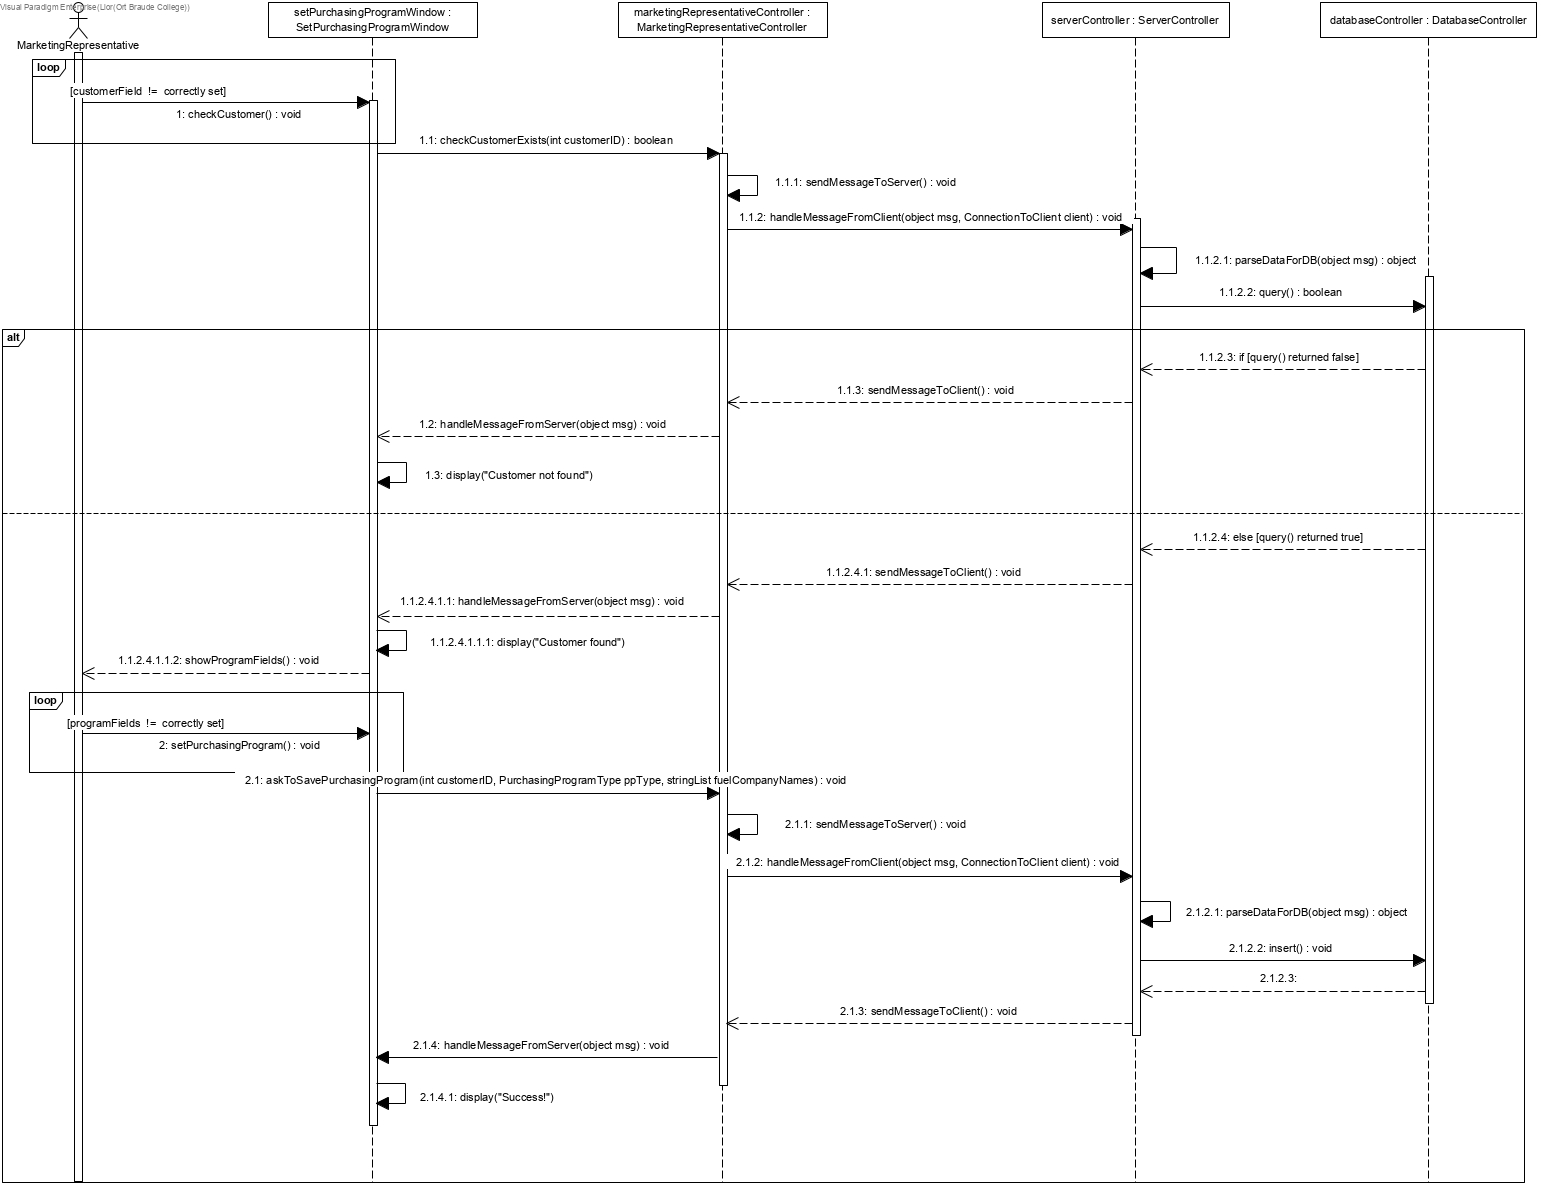 Visual Paradigm Enterprise(Lior(Ort Braude College))
MarketingRepresentative
setPurchasingProgramWindow :
SetPurchasingProgramWindow
marketingRepresentativeController :
MarketingRepresentativeController
serverController : ServerController
databaseController : DatabaseController
loop
[customerField != correctly set]
1: checkCustomer() : void
1.1: checkCustomerExists(int customerID) : boolean
1.1.1: sendMessageToServer() : void
1.1.2: handleMessageFromClient(object msg, ConnectionToClient client) : void
1.1.2.1: parseDataForDB(object msg) : object
1.1.2.2: query() : boolean
alt
1.1.2.3: if [query() returned false]
1.1.3: sendMessageToClient() : void
1.2: handleMessageFromServer(object msg) : void
1.3: display("Customer not found")
1.1.2.4: else [query() returned true]
1.1.2.4.1: sendMessageToClient() : void
1.1.2.4.1.1: handleMessageFromServer(object msg) : void
1.1.2.4.1.1.1: display("Customer found")
1.1.2.4.1.1.2: showProgramFields() : void
loop
[programFields != correctly set]
2: setPurchasingProgram() : void
2.1: askToSavePurchasingProgram(int customerID, PurchasingProgramType ppType, stringList fuelCompanyNames) : void
2.1.1: sendMessageToServer() : void
2.1.2: handleMessageFromClient(object msg, ConnectionToClient client) : void
2.1.2.1: parseDataForDB(object msg) : object
2.1.2.2: insert() : void
2.1.2.3:
2.1.3: sendMessageToClient() : void
2.1.4: handleMessageFromServer(object msg) : void
2.1.4.1: display("Success!")